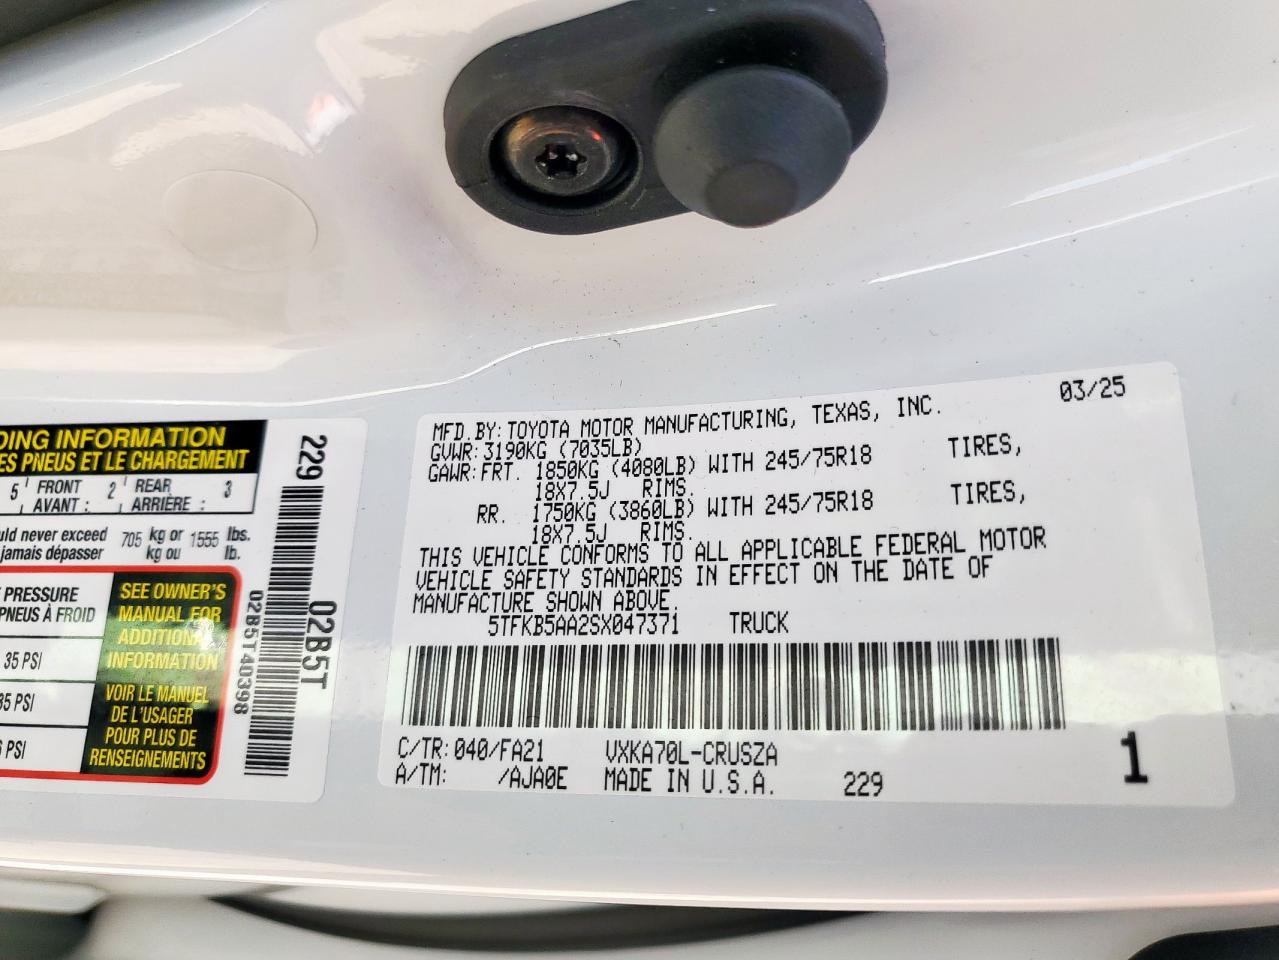 DING INFORMATION
ES PNEUS ET LE CHARGEMENT
5 FRONT AVANT : 2 REAR ARRIÈRE : 3
uld never exceed 705 kg or 1555 lbs.
jamais dépasser kg ou lb.
PRESSURE
PNEUS À FROID
35 PSI
35 PSI
PSI
SEE OWNER'S
MANUAL FOR
ADDITIONAL
INFORMATION
VOIR LE MANUEL
DE L'USAGER
POUR PLUS DE
RENSEIGNEMENTS
229
02B5T
02B5T40398
03/25
MFD.BY:TOYOTA MOTOR MANUFACTURING, TEXAS, INC.
GVWR:3190KG (7035LB)
GAWR:FRT. 1850KG (4080LB) WITH 245/75R18 TIRES,
18X7.5J RIMS.
RR. 1750KG (3860LB) WITH 245/75R18 TIRES,
18X7.5J RIMS.
THIS VEHICLE CONFORMS TO ALL APPLICABLE FEDERAL MOTOR
VEHICLE SAFETY STANDARDS IN EFFECT ON THE DATE OF
MANUFACTURE SHOWN ABOVE.
5TFKB5AA2SX047371 TRUCK
C/TR:040/FA21 VXKA70L-CRUSZA
A/TM: /AJA0E MADE IN U.S.A. 229
1